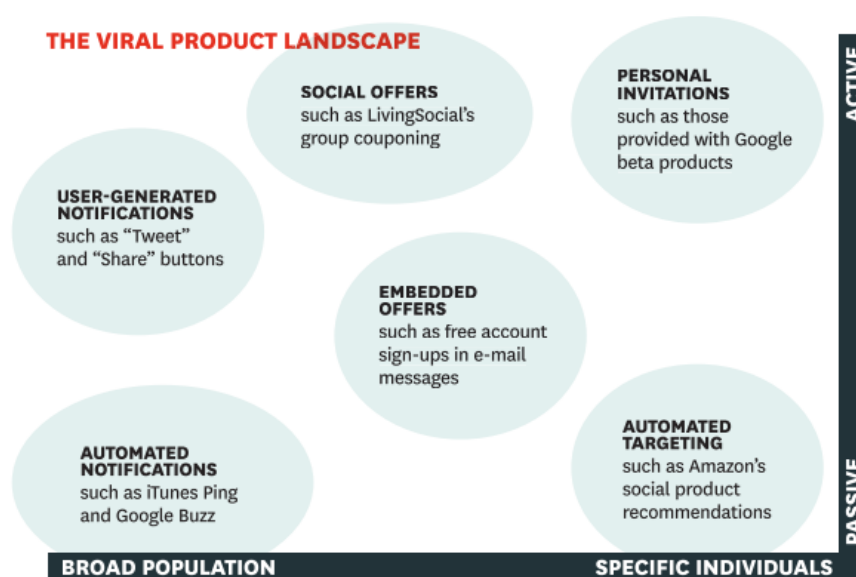 THE VIRAL PRODUCT LANDSCAPE
SOCIAL OFFERS
such as LivingSocial's
group couponing
PERSONAL
INVITATIONS
such as those
provided with Google
beta products
ACTIVE
USER-GENERATED
NOTIFICATIONS
such as “Tweet”
and “Share” buttons
EMBEDDED
OFFERS
such as free account
sign-ups in e-mail
messages
AUTOMATED
NOTIFICATIONS
such as iTunes Ping
and Google Buzz
AUTOMATED
TARGETING
such as Amazon's
social product
recommendations
PASSIVE
BROAD POPULATION
SPECIFIC INDIVIDUALS